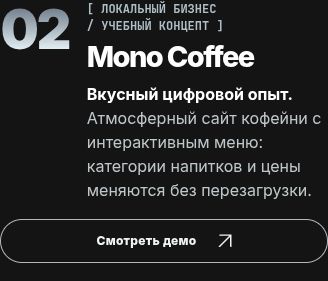 02
[ ЛОКАЛЬНЫЙ БИЗНЕС
/ УЧЕБНЫЙ КОНЦЕПТ ]
Mono Coffee
Вкусный цифровой опыт.
Атмосферный сайт кофейни с
интерактивным меню:
категории напитков и цены
меняются без перезагрузки.
Смотреть демо